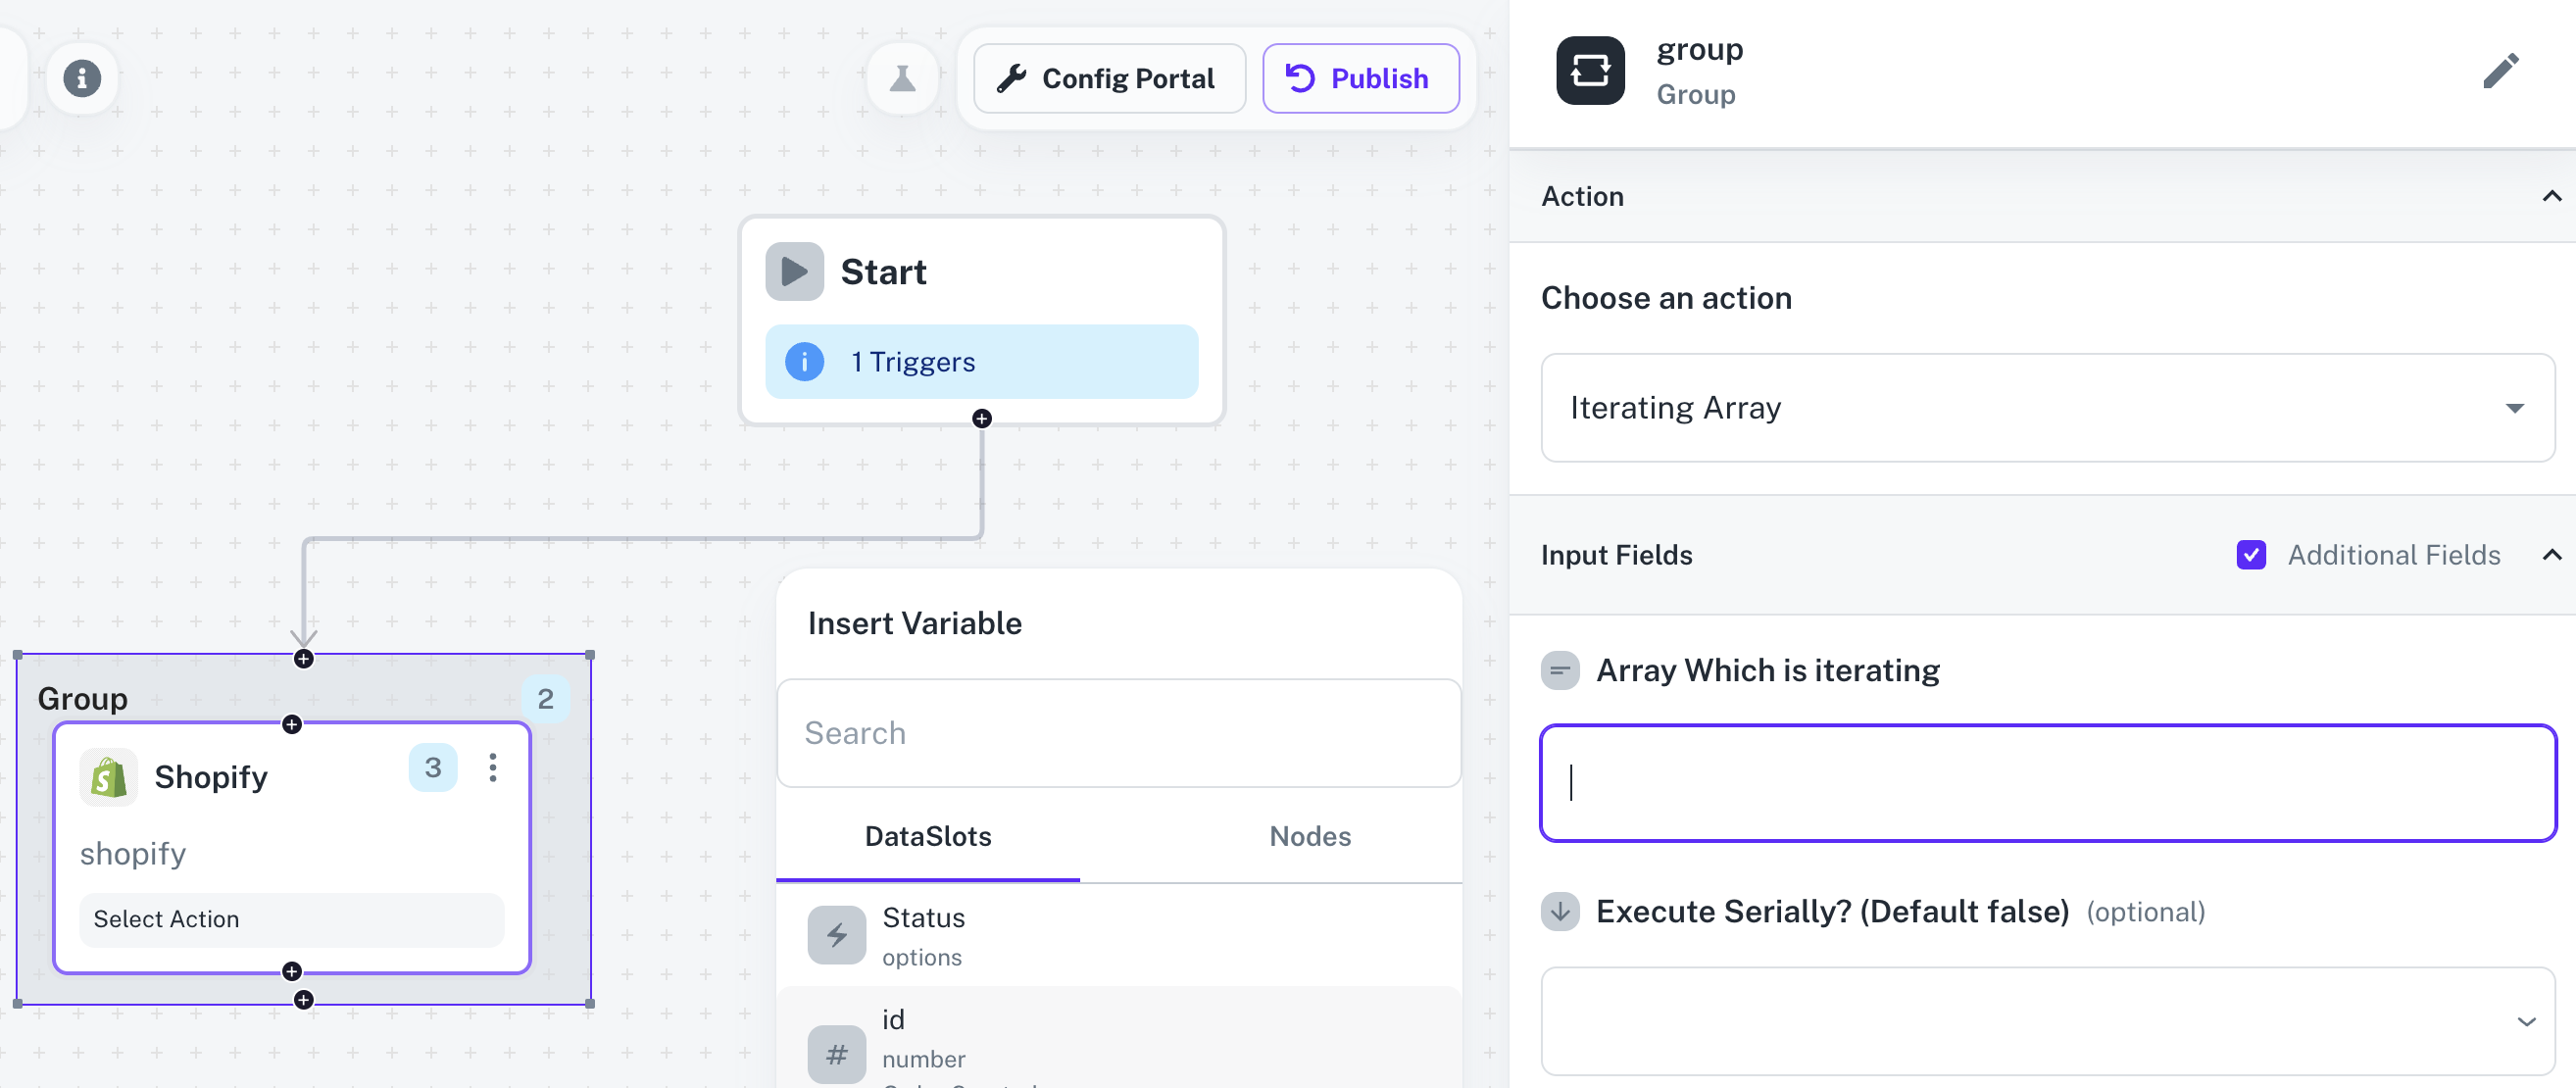 Config Portal
Publish
group
Group
Action
Choose an action
Iterating Array
Input Fields
Additional Fields
Array Which is iterating
Execute Serially? (Default false) (optional)
Start
1 Triggers
Group
2
Shopify
3
shopify
Select Action
Insert Variable
Search
DataSlots
Nodes
Status
options
id
number